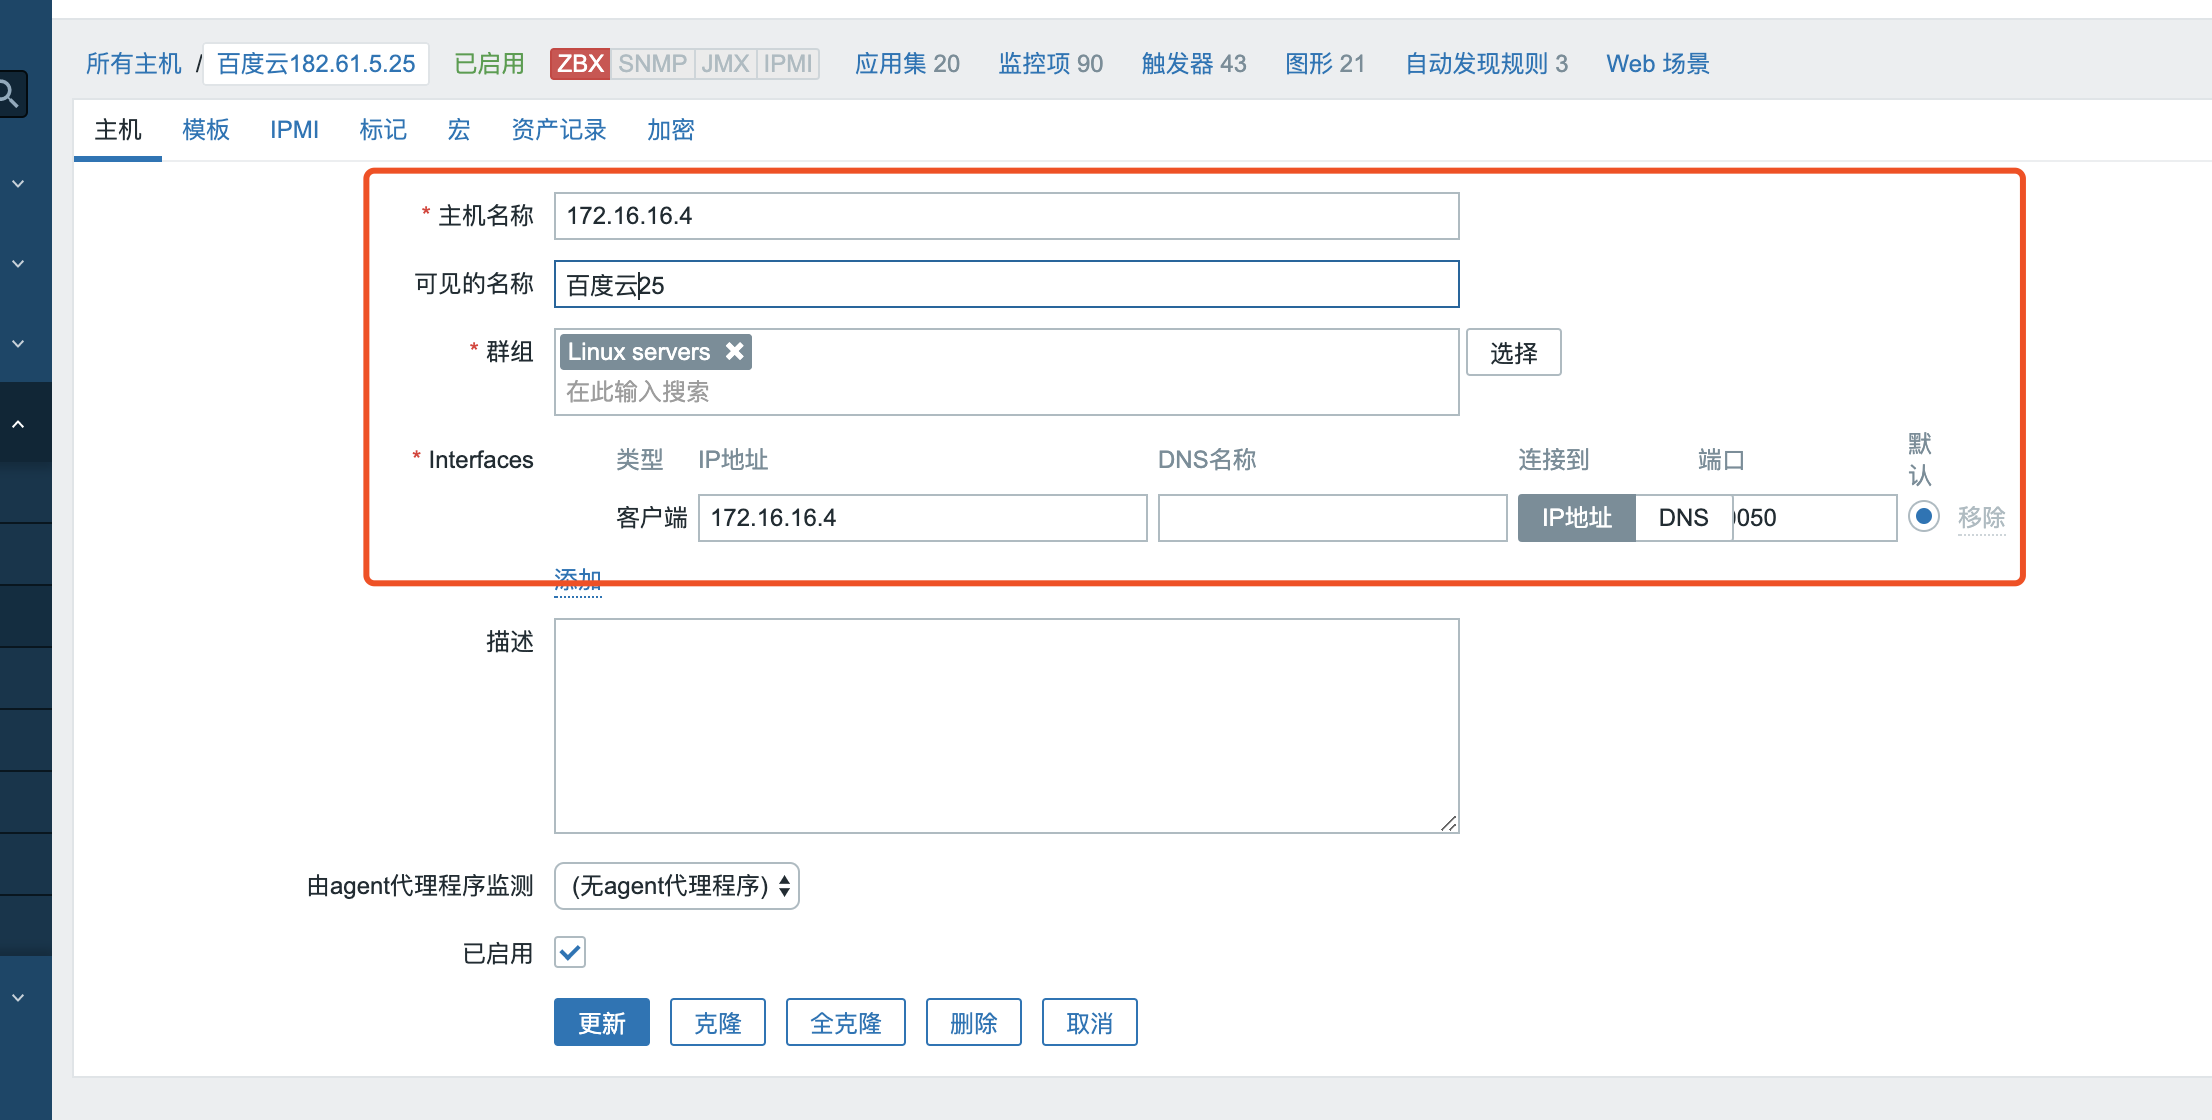 所有主机 / 百度云182.61.5.25 已启用 ZBX SNMP JMX IPMI 应用集 20 监控项 90 触发器 43 图形 21 自动发现规则 3 Web 场景
主机 模板 IPMI 标记 宏 资产记录 加密
* 主机名称 172.16.16.4
可见的名称 百度云25
* 群组 Linux servers 选择
在此输入搜索
* Interfaces 类型 IP地址 DNS名称 连接到 端口 默认
客户端 172.16.16.4 IP地址 DNS 050 移除
添加
描述
由agent代理程序监测 (无agent代理程序)
已启用
更新 克隆 全克隆 删除 取消